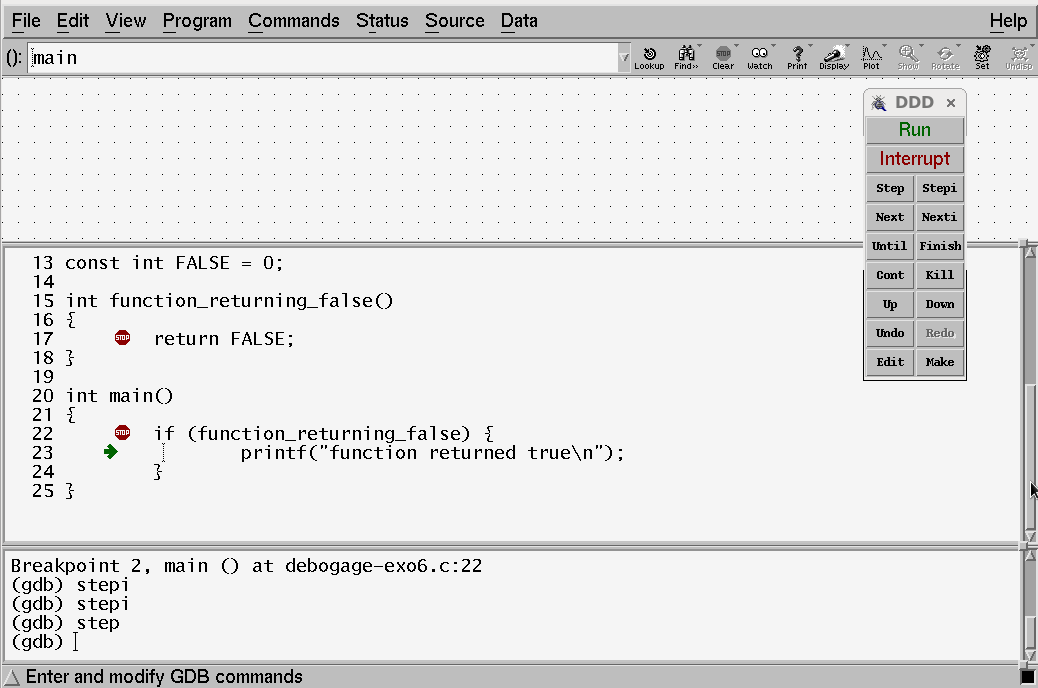 File Edit View Program Commands Status Source Data Help
(): main
Lookup Find>> Clear Watch Print Display Plot Show Rotate Set Undisp
DDD
Run
Interrupt
Step Stepi
Next Nexti
Until Finish
Cont Kill
Up Down
Undo Redo
Edit Make
13 const int FALSE = 0;
14
15 int function_returning_false()
16 {
17 STOP return FALSE;
18 }
19
20 int main()
21 {
22 STOP if (function_returning_false) {
23 printf("function returned true\n");
24 }
25 }
Breakpoint 2, main () at debogage-exo6.c:22
(gdb) stepi
(gdb) stepi
(gdb) step
(gdb)
Enter and modify GDB commands